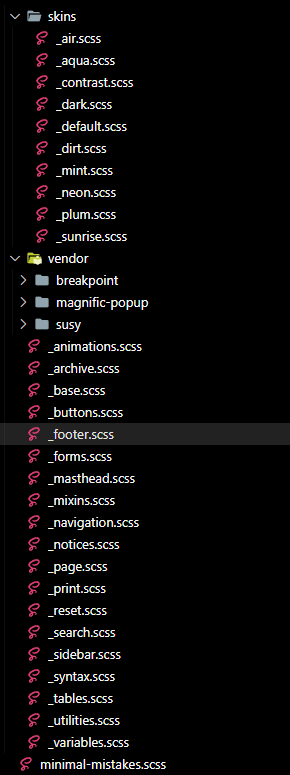 skins
_air.scss
_aqua.scss
_contrast.scss
_dark.scss
_default.scss
_dirt.scss
_mint.scss
_neon.scss
_plum.scss
_sunrise.scss
vendor
breakpoint
magnific-popup
susy
_animations.scss
_archive.scss
_base.scss
_buttons.scss
_footer.scss
_forms.scss
_masthead.scss
_mixins.scss
_navigation.scss
_notices.scss
_page.scss
_print.scss
_reset.scss
_search.scss
_sidebar.scss
_syntax.scss
_tables.scss
_utilities.scss
_variables.scss
minimal-mistakes.scss